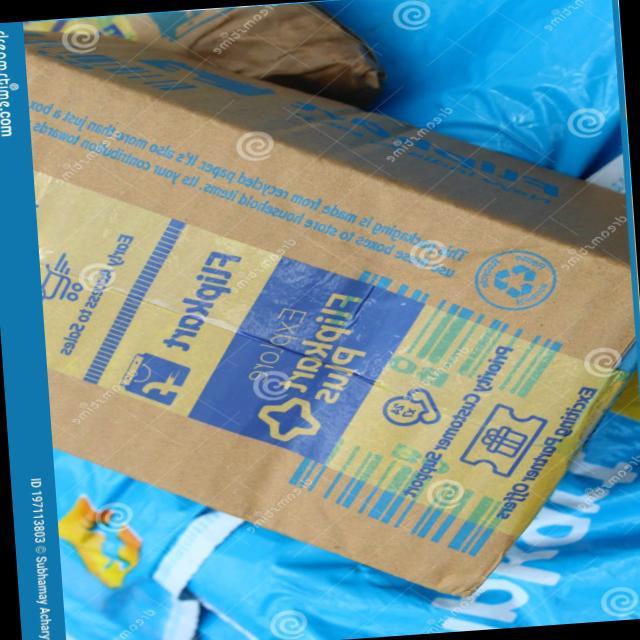 This packaging is made from recycled paper. It's also more than just a box
use boxes to store household items. Its your contribution towards
Early Access to Sales
Flipkart
Flipkart
Plus
EXPLORE
Priority Customer Support
Exciting Partner Offers
24x7
dreamstime.com
ID 197113803 © Subhamay Achary